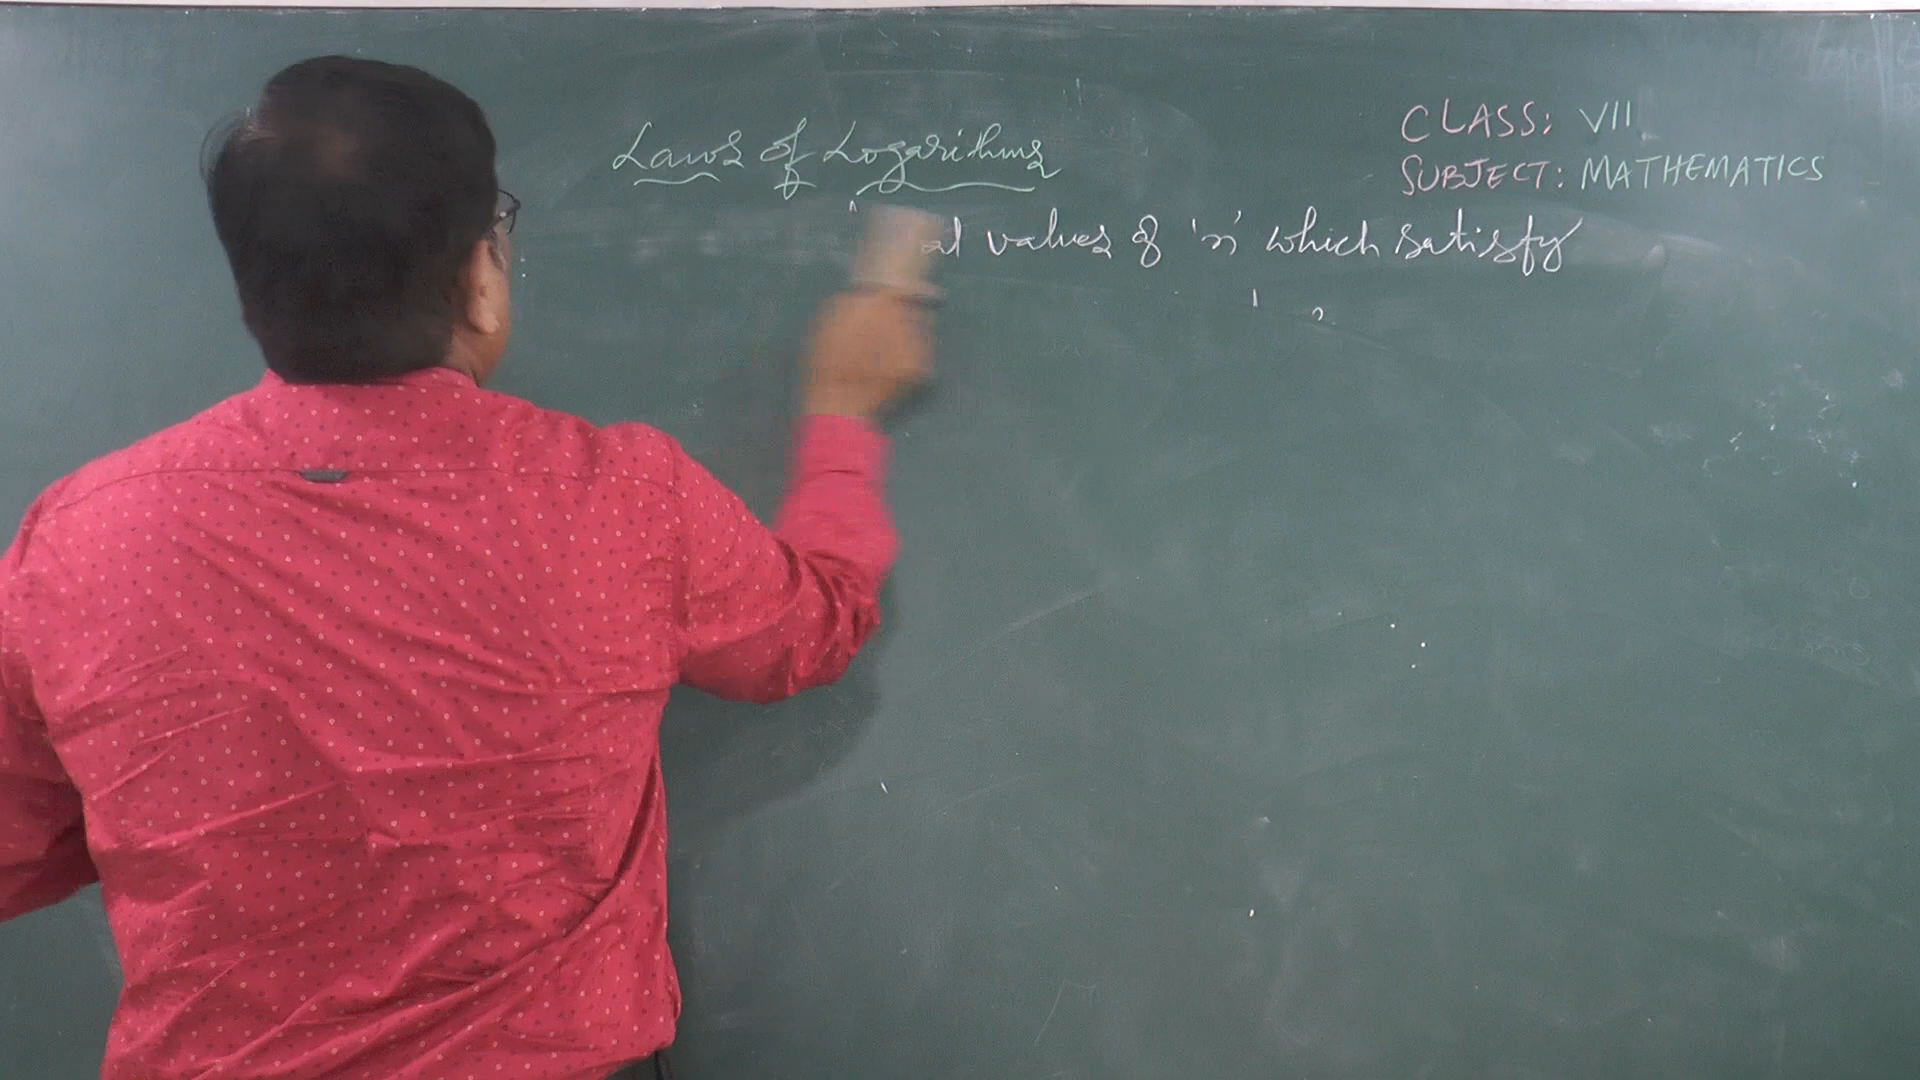 Laws of Logarithms
CLASS: VII
SUBJECT: MATHEMATICS
values of 'x' which satisfy